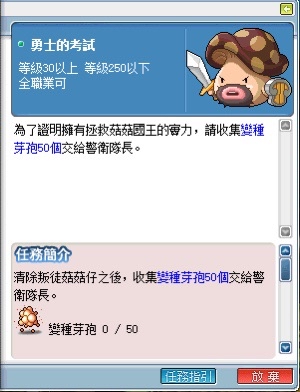 勇士的考試
等級30以上 等級250以下
全職業可
為了證明擁有拯救菇菇國王的實力，請收集變種
芽孢50個交給警衛隊長。
任務簡介
清除叛徒菇菇仔之後，收集變種芽孢50個交給警
衛隊長。
變種芽孢 0 / 50
任務指引
放棄